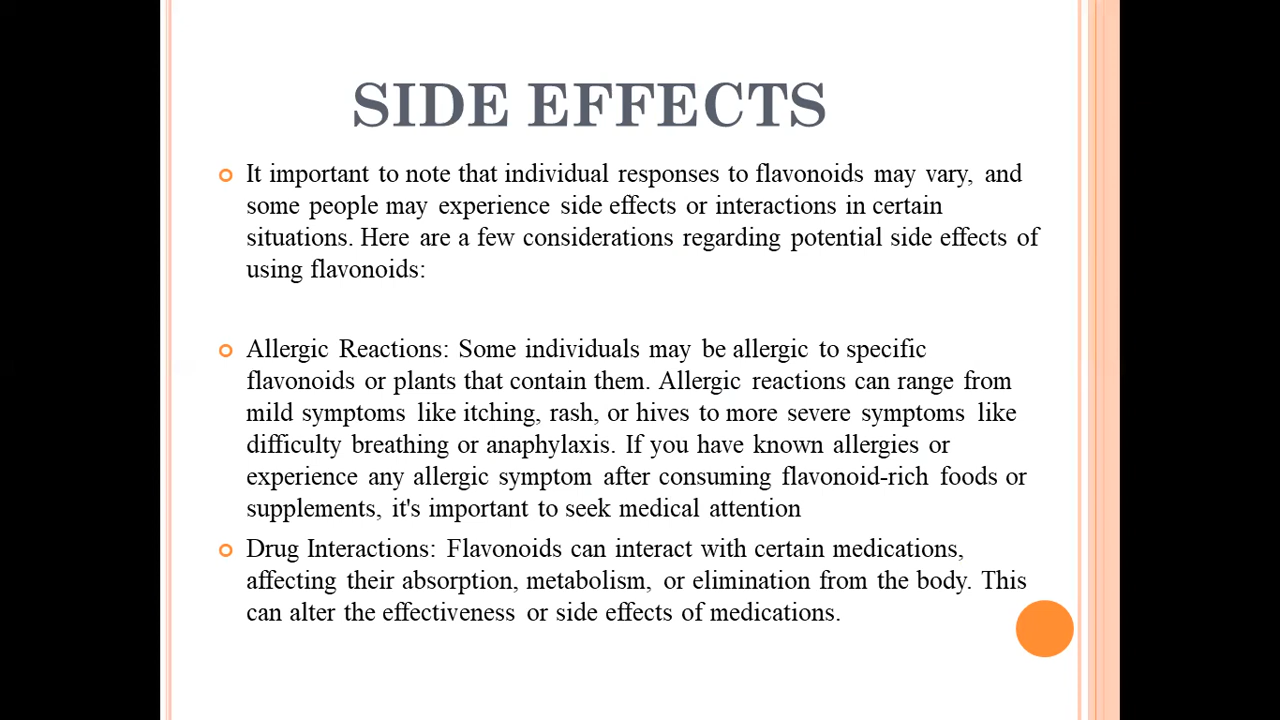 SIDE EFFECTS
It important to note that individual responses to flavonoids may vary, and
some people may experience side effects or interactions in certain
situations. Here are a few considerations regarding potential side effects of
using flavonoids:
Allergic Reactions: Some individuals may be allergic to specific
flavonoids or plants that contain them. Allergic reactions can range from
mild symptoms like itching, rash, or hives to more severe symptoms like
difficulty breathing or anaphylaxis. If you have known allergies or
experience any allergic symptom after consuming flavonoid-rich foods or
supplements, it's important to seek medical attention
Drug Interactions: Flavonoids can interact with certain medications,
affecting their absorption, metabolism, or elimination from the body. This
can alter the effectiveness or side effects of medications.